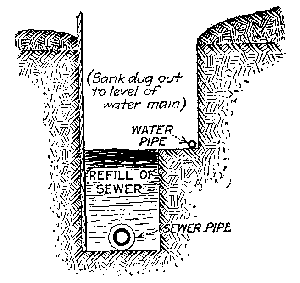 (Bank dug out
to level of
water main)
WATER
PIPE
REFILL OF
SEWER
SEWER PIPE